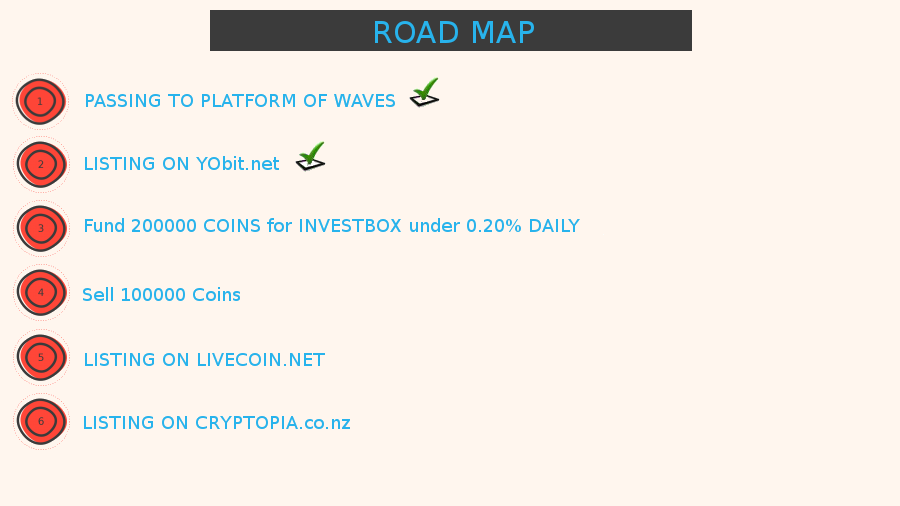 ROAD MAP
1 PASSING TO PLATFORM OF WAVES
2 LISTING ON YObit.net
3 Fund 200000 COINS for INVESTBOX under 0.20% DAILY
4 Sell 100000 Coins
5 LISTING ON LIVECOIN.NET
6 LISTING ON CRYPTOPIA.co.nz